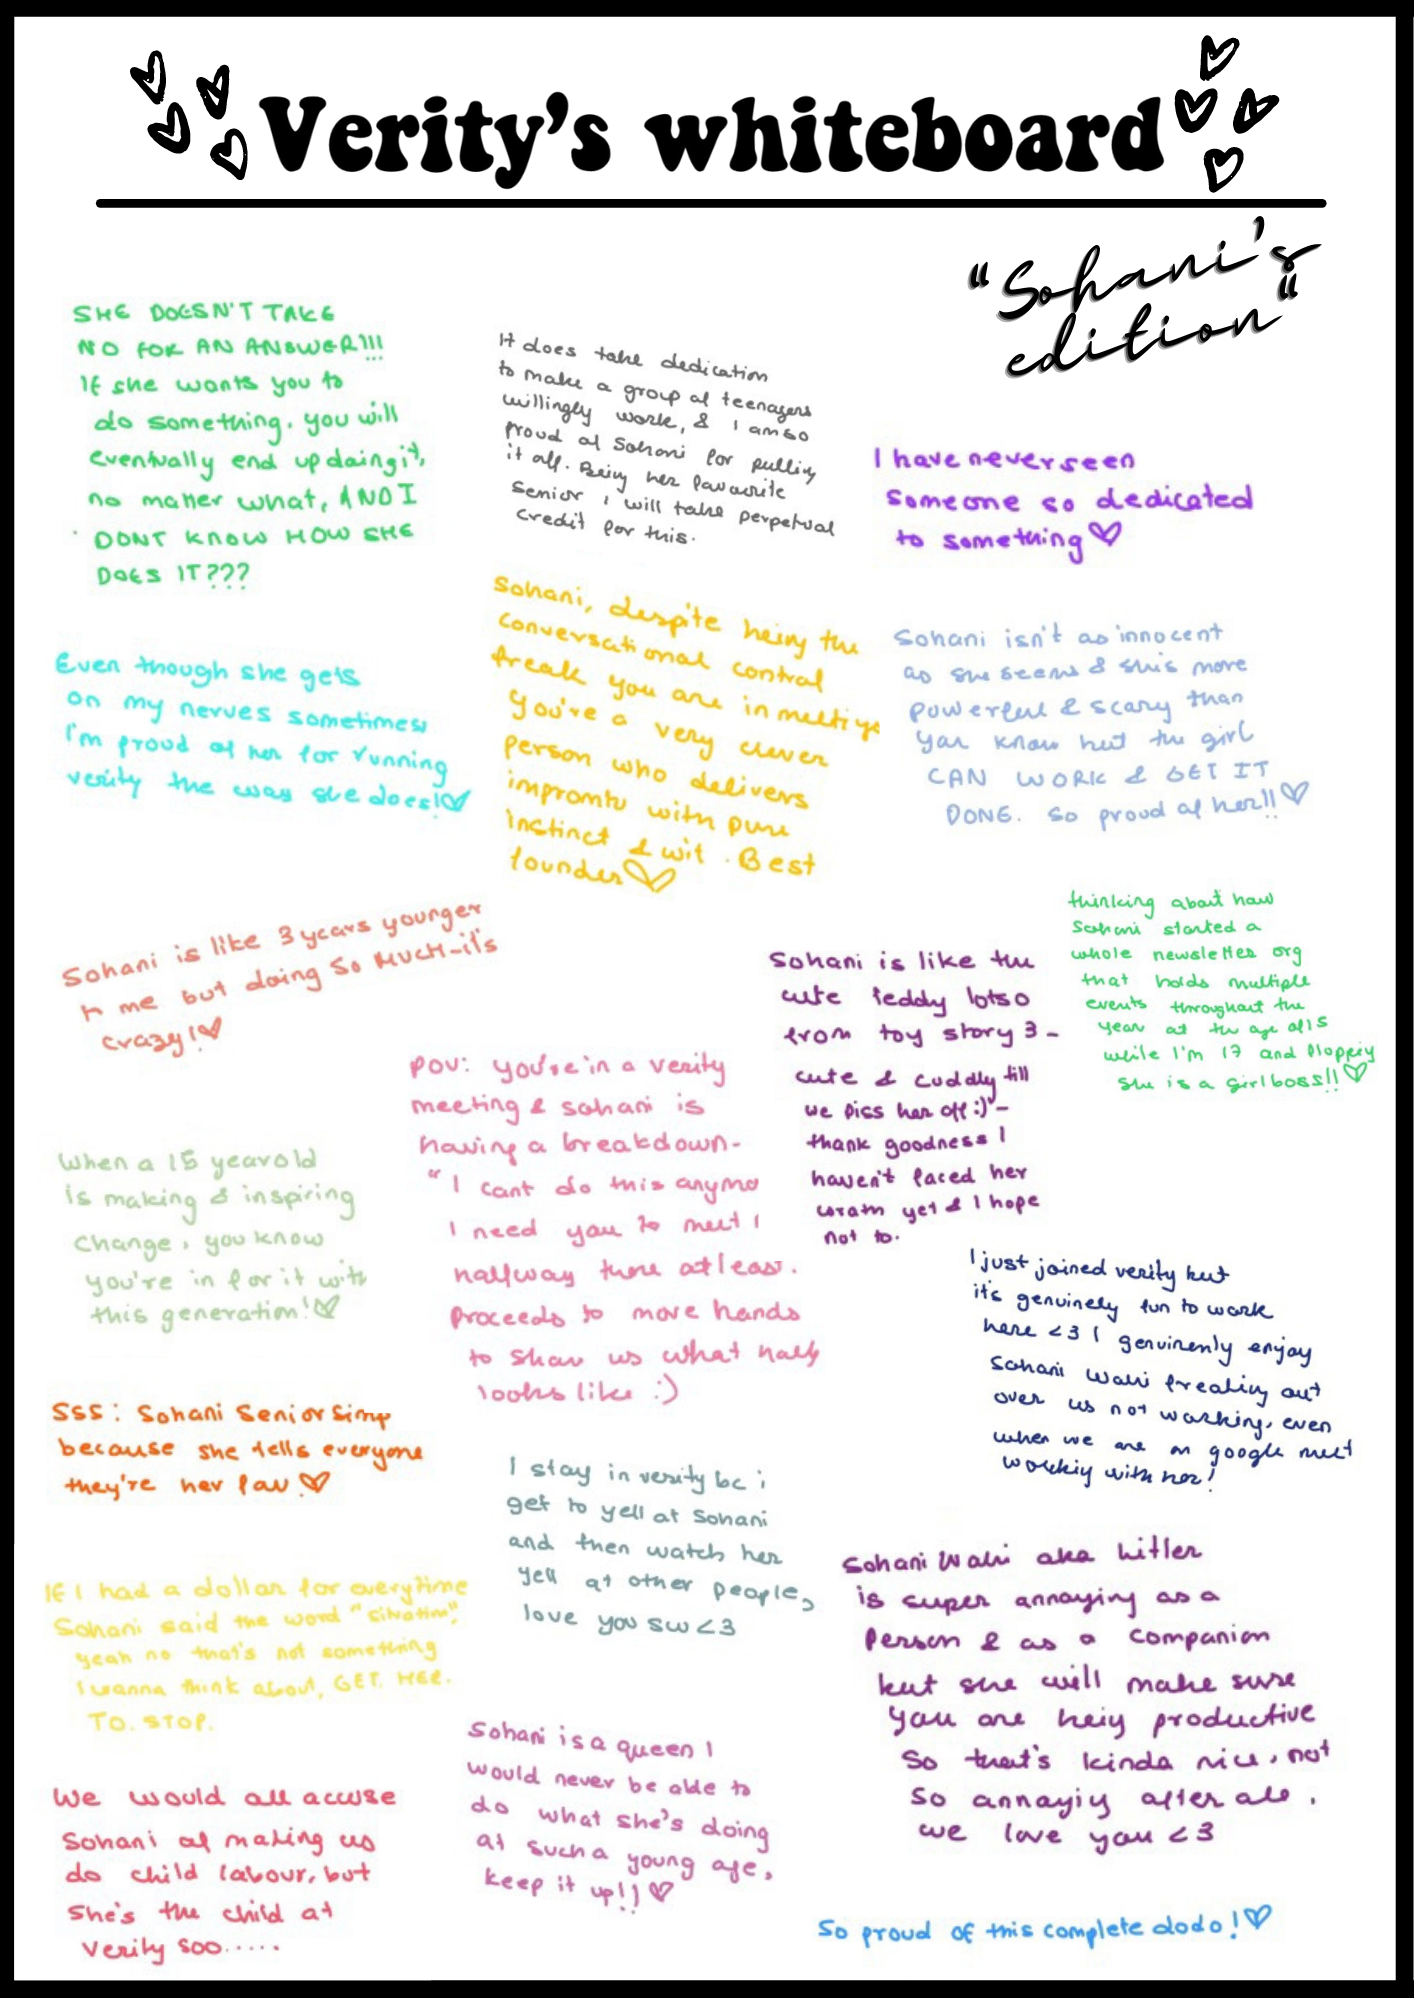 Verity's whiteboard
"Sohani's
edition"
SHE DOESN'T TAKE
NO FOR AN ANSWER!!!
If she wants you to
do something, you will
eventually end up doing it,
no matter what, AND I
DONT KNOW HOW SHE
DOES IT???
It does take dedication
to make a group of teenagers
willingly work, & I am so
proud of Sohani for pulling
it off. Being her favourite
Senior I will take perpetual
credit for this.
I have never seen
someone so dedicated
to something
Even though she gets
on my nerves sometimes,
I'm proud of her for running
verity the way she does!
Sohani, despite being the
conversational control
freak you are in meetings
you're a very clever
person who delivers
impromtu with pure
instinct & wit. Best
founder
Sohani isn't as innocent
as she seems & she's more
powerful & scary than
you know but the girl
CAN WORK & GET IT
DONE. So proud of her!!
Sohani is like 3 years younger
to me but doing SO MUCH-it's
crazy!
Sohani is like the
cute teddy lotso
from toy story 3 -
cute & cuddly till
we piss her off :) -
thank goodness I
haven't faced her
wrath yet & I hope
not to.
thinking about how
Sohani started a
whole newsletter org
that holds multiple
events throughout the
year at the age of 15
while I'm 17 and flopping
She is a girlboss!!
POV: you're in a verity
meeting & sohani is
having a breakdown-
"I cant do this anymo
I need you to meet I
halfway there atleas.
Proceeds to move hands
to show us what half
looks like :)
When a 15 year old
is making & inspiring
change, you know
you're in for it with
this generation!
I just joined verity but
it's genuinely fun to work
here <3 I genuinenly enjoy
Sohani Wahi freaking out
over us not working, even
when we are on google meet
working with her!
SSS: Sohani Senior Simp
because she tells everyone
they're her fav!
I stay in verity bc i
get to yell at Sohani
and then watch her
yell at other people,
love you sw <3
If I had a dollar for everytime
Sohani said the word "situation",
yeah no that's not something
I wanna think about, GET. HER.
TO. STOP.
Sohani Wahi aka hitler
is super annoying as a
Person & as a companion
but she will make sure
you are being productive
So that's kinda nice, not
so annoying after all.
we love you <3
Sohani is a queen I
would never be able to
do what she's doing
at such a young age,
keep it up!!
We would all accuse
Sohani of making us
do child labour, but
She's the child at
Verity soo.....
So proud of this complete dodo!